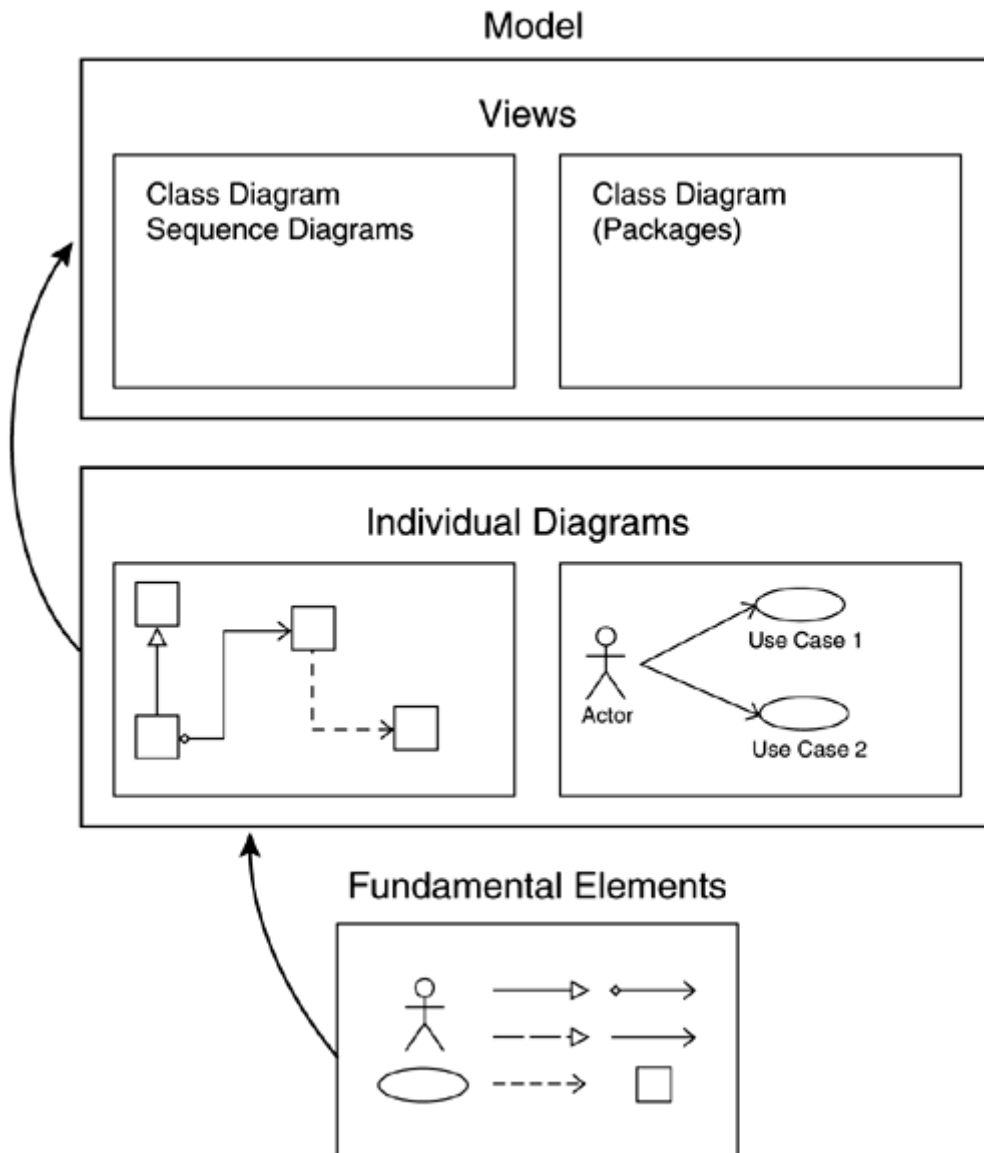 Model
Views
Class Diagram
Sequence Diagrams
Class Diagram
(Packages)
Individual Diagrams
Use Case 1
Actor
Use Case 2
Fundamental Elements